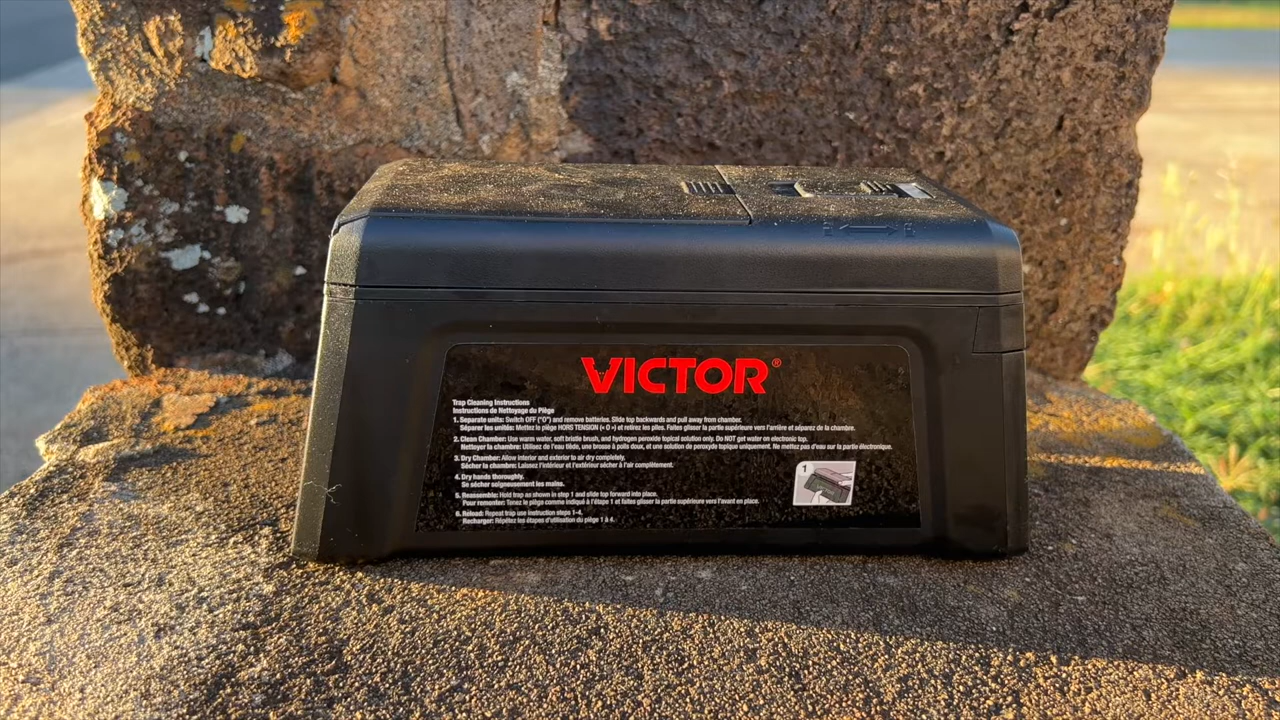 VICTOR®
Trap Cleaning Instructions
Instructions de Nettoyage du Piège
1. Separate units: Switch OFF ("O") and remove batteries. Slide top backwards and pull away from chamber.
Séparer les unités: Mettez le piège HORS TENSION (« O ») et retirez les piles. Faites glisser la partie supérieure vers l'arrière et séparez de la chambre.
2. Clean Chamber: Use warm water, soft bristle brush, and hydrogen peroxide topical solution only. Do NOT get water on electronic top.
Nettoyer la chambre: Utilisez de l'eau tiède, une brosse à poils doux, et une solution de peroxyde topique uniquement. Ne mettez pas d'eau sur la partie électronique.
3. Dry Chamber: Allow interior and exterior to air dry completely.
Sécher la chambre: Laissez l'intérieur et l'extérieur sécher à l'air complètement.
4. Dry hands thoroughly.
Se sécher soigneusement les mains.
5. Reassemble: Hold trap as shown in step 1 and slide top forward into place.
Pour remonter: Tenez le piège comme indiqué à l'étape 1 et faites glisser la partie supérieure vers l'avant en place.
6. Reload: Repeat trap use instruction steps 1-4.
Recharger: Répétez les étapes d'utilisation du piège 1 à 4.
1